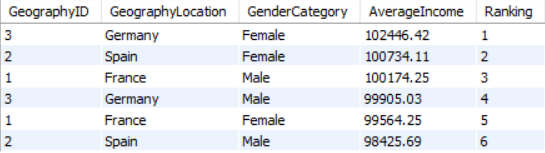 GeographyID GeographyLocation GenderCategory AverageIncome Ranking
3 Germany Female 102446.42 1
2 Spain Female 100734.11 2
1 France Male 100174.25 3
3 Germany Male 99905.03 4
1 France Female 99564.25 5
2 Spain Male 98425.69 6